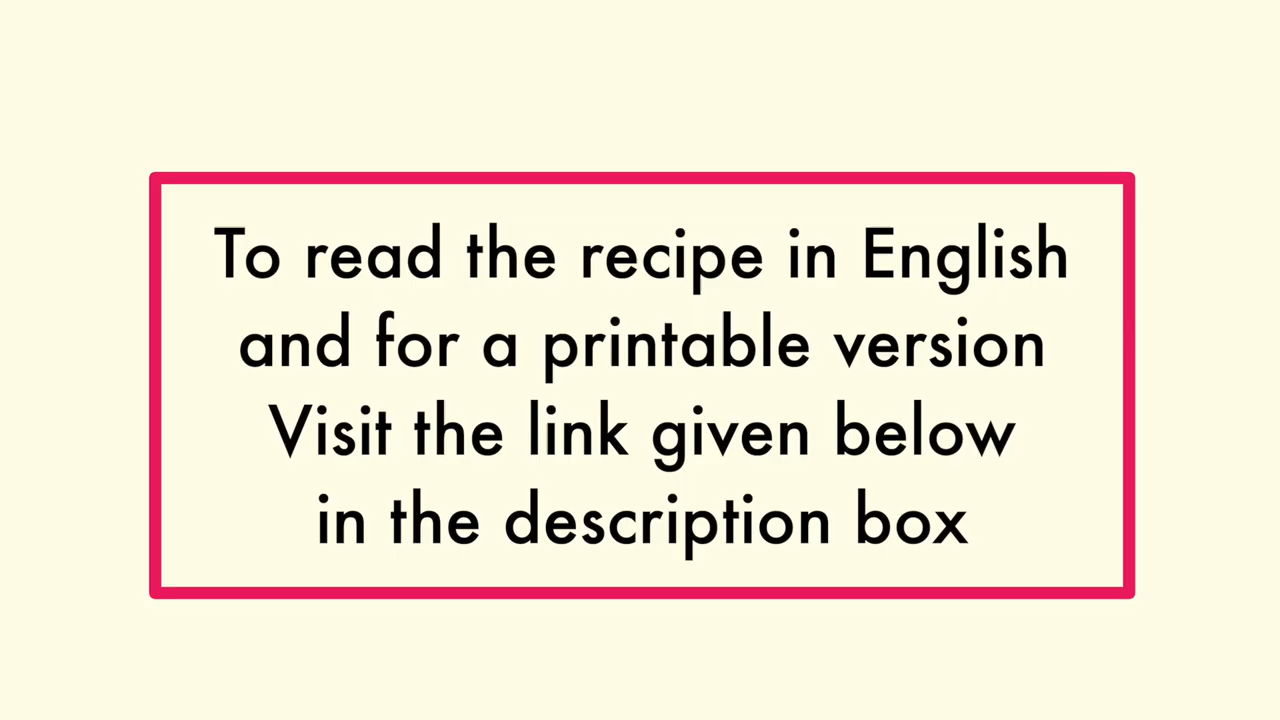 To read the recipe in English
and for a printable version
Visit the link given below
in the description box